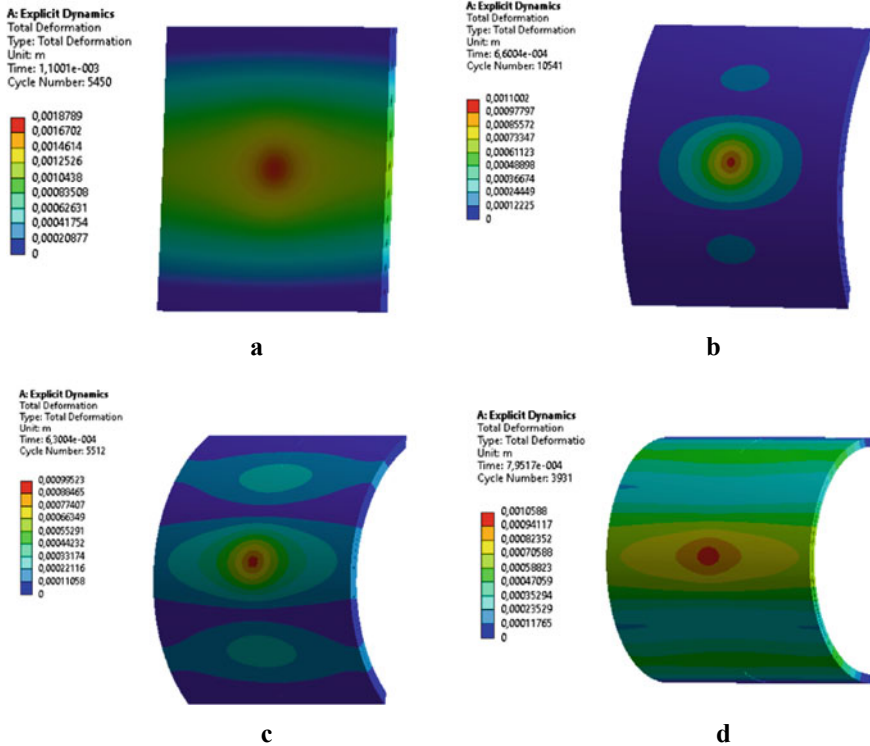 A: Explicit Dynamics
Total Deformation
Type: Total Deformation
Unit: m
Time: 1,1001e-003
Cycle Number: 5450
0,0018789
0,0016702
0,0014614
0,0012526
0,0010438
0,00083508
0,00062631
0,00041754
0,00020877
0
a
A: Explicit Dynamics
Total Deformation
Type: Total Deformation
Unit: m
Time: 6,6004e-004
Cycle Number: 10541
0,0011002
0,00097797
0,00085572
0,00073347
0,00061123
0,00048898
0,00036674
0,00024449
0,00012225
0
b
A: Explicit Dynamics
Total Deformation
Type: Total Deformation
Unit: m
Time: 6,3004e-004
Cycle Number: 5512
0,00099523
0,00088465
0,00077407
0,00066349
0,00055291
0,00044232
0,00033174
0,00022116
0,00011058
0
c
A: Explicit Dynamics
Total Deformation
Type: Total Deformatio
Unit: m
Time: 7,9517e-004
Cycle Number: 3931
0,0010588
0,00094117
0,00082352
0,00070588
0,00058823
0,00047059
0,00035294
0,00023529
0,00011765
0
d